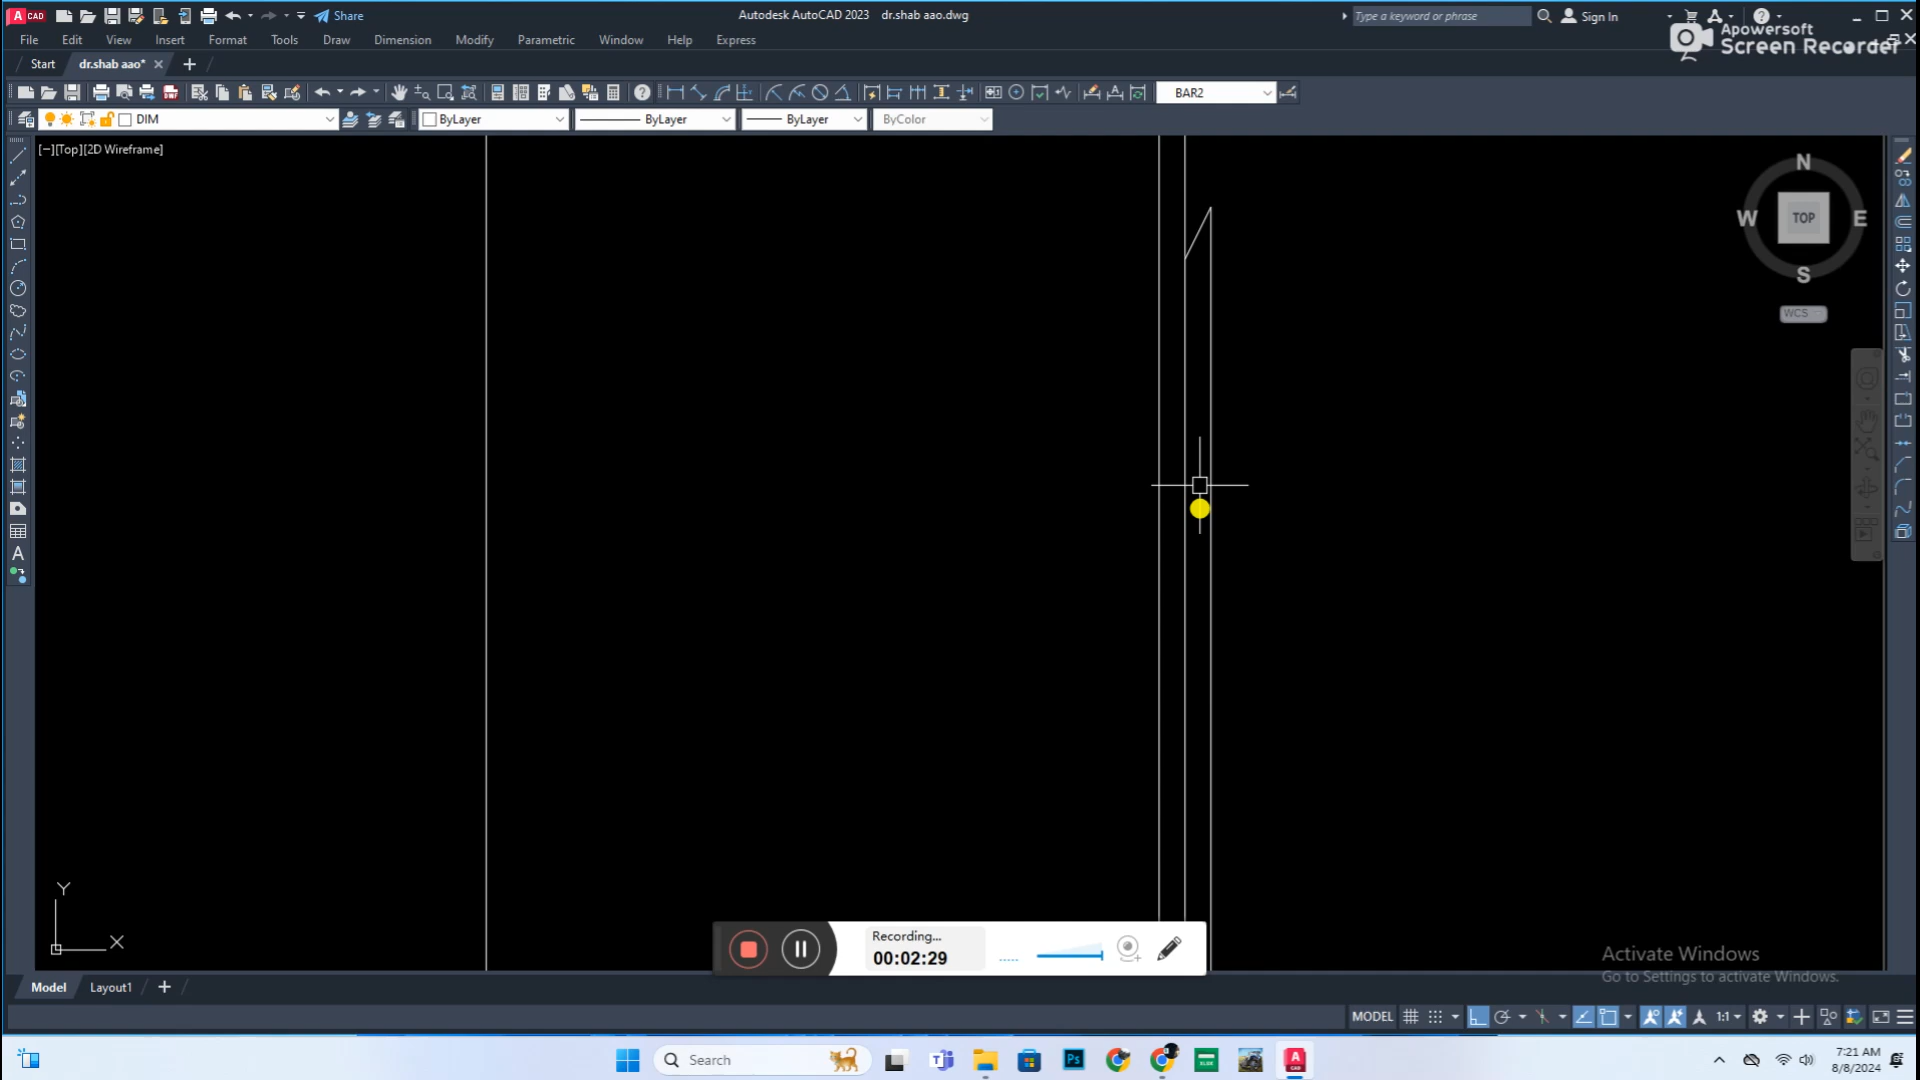 A CAD
Share
Autodesk AutoCAD 2023 dr.shab aao.dwg
Type a keyword or phrase
Sign In
Apowersoft
Screen Recorder
File Edit View Insert Format Tools Draw Dimension Modify Parametric Window Help Express
Start dr.shab aao*
BAR2
DIM ByLayer ByLayer ByLayer ByColor
[−][Top][2D Wireframe]
N
W TOP E
S
WCS
Y
X
Recording...
00:02:29
Activate Windows
Go to Settings to activate Windows.
Model Layout1
MODEL 1:1
Search
7:21 AM
8/8/2024